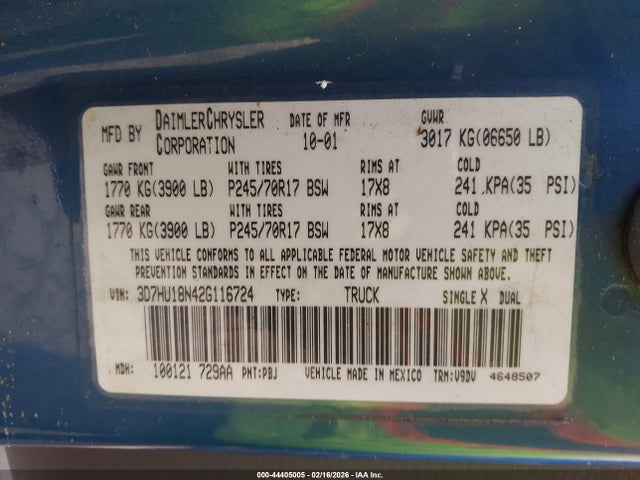 MFD BY DAIMLERCHRYSLER CORPORATION DATE OF MFR 10-01 GVWR 3017 KG(06650 LB)
GAWR FRONT WITH TIRES RIMS AT COLD
1770 KG(3900 LB) P245/70R17 BSW 17X8 241 .KPA(35 PSI)
GAWR REAR WITH TIRES RIMS AT COLD
1770 KG(3900 LB) P245/70R17 BSW 17X8 241 KPA(35 PSI)
THIS VEHICLE CONFORMS TO ALL APPLICABLE FEDERAL MOTOR VEHICLE SAFETY AND THEFT
PREVENTION STANDARDS IN EFFECT ON THE DATE OF MANUFACTURE SHOWN ABOVE.
VIN: 3D7HU18N42G116724 TYPE: TRUCK SINGLE X DUAL
MDH: 100121 729AA PNT:PBJ VEHICLE MADE IN MEXICO TRM:V9DV 4648507
000-44405005 - 02/16/2026 - IAA Inc.